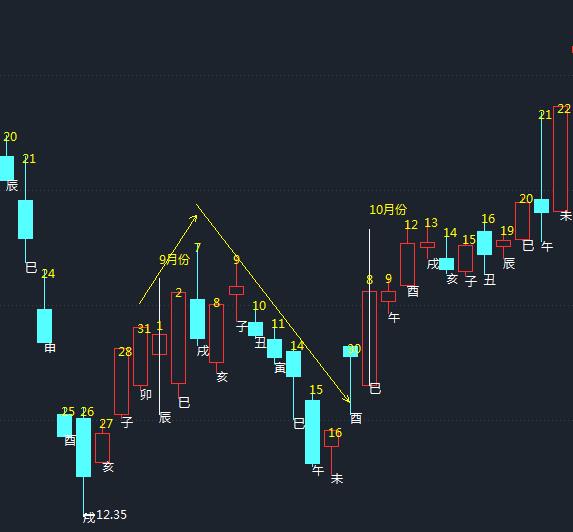 20
辰
21
巳
24
申
25
酉
26
戌
12.35
27
亥
28
子
31
卯
9月份
1
辰
2
巳
7
戌
8
亥
9
子
10
丑
11
寅
14
巳
15
午
16
未
30
酉
10月份
8
巳
9
午
12
酉
13
戌
14
亥
15
子
16
丑
19
辰
20
巳
21
午
22
未